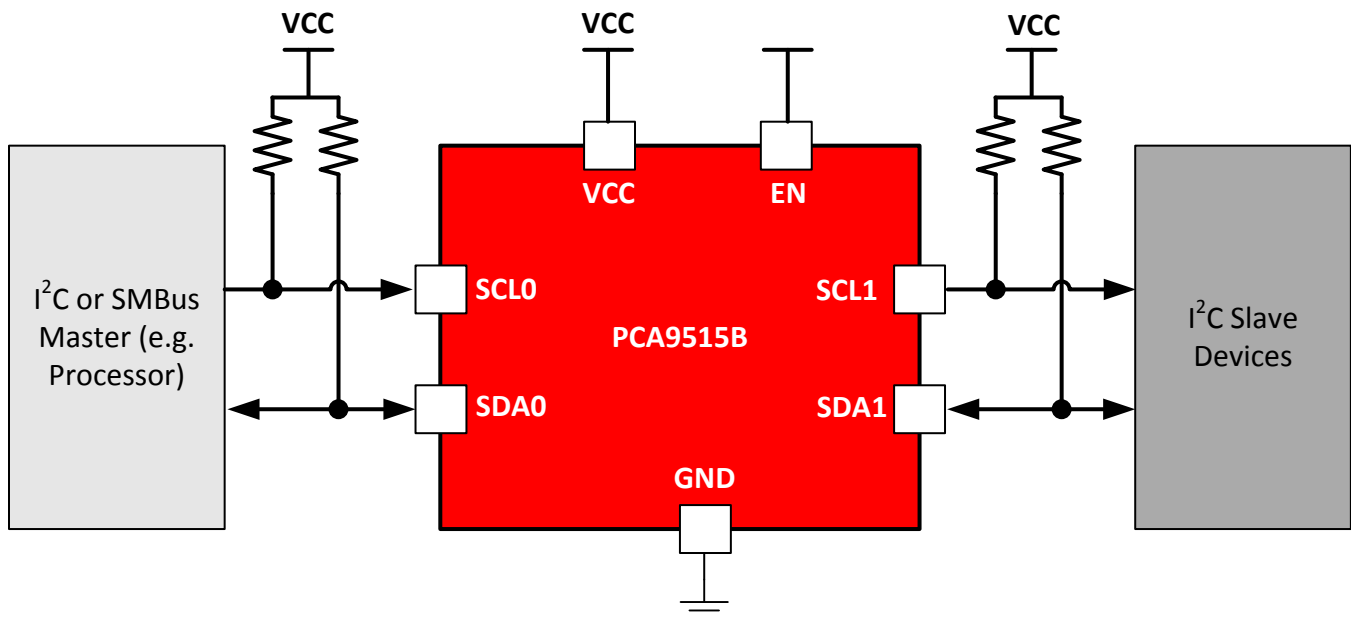 VCC
VCC
VCC
VCC
EN
I²C or SMBus
Master (e.g.
Processor)
SCL0
SCL1
PCA9515B
I²C Slave
Devices
SDA0
SDA1
GND